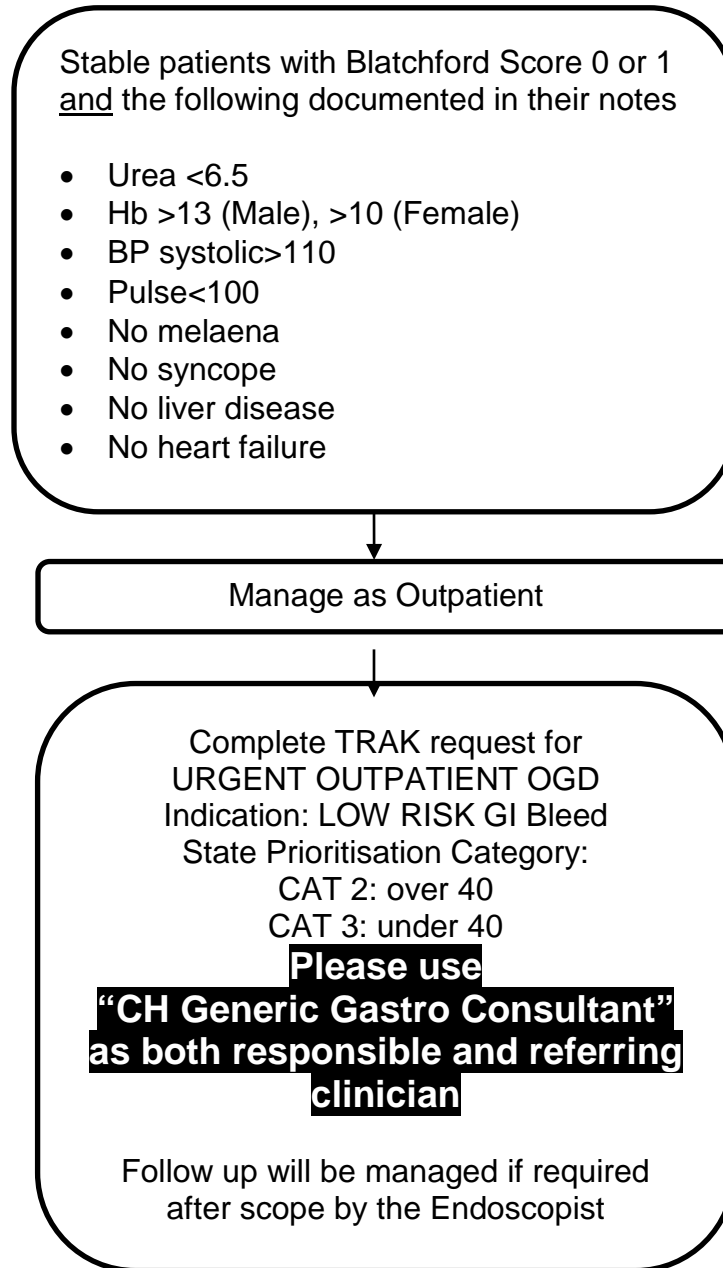 Stable patients with Blatchford Score 0 or 1
and the following documented in their notes
• Urea <6.5
• Hb >13 (Male), >10 (Female)
• BP systolic>110
• Pulse<100
• No melaena
• No syncope
• No liver disease
• No heart failure
Manage as Outpatient
Complete TRAK request for
URGENT OUTPATIENT OGD
Indication: LOW RISK GI Bleed
State Prioritisation Category:
CAT 2: over 40
CAT 3: under 40
Please use
“CH Generic Gastro Consultant”
as both responsible and referring
clinician
Follow up will be managed if required
after scope by the Endoscopist